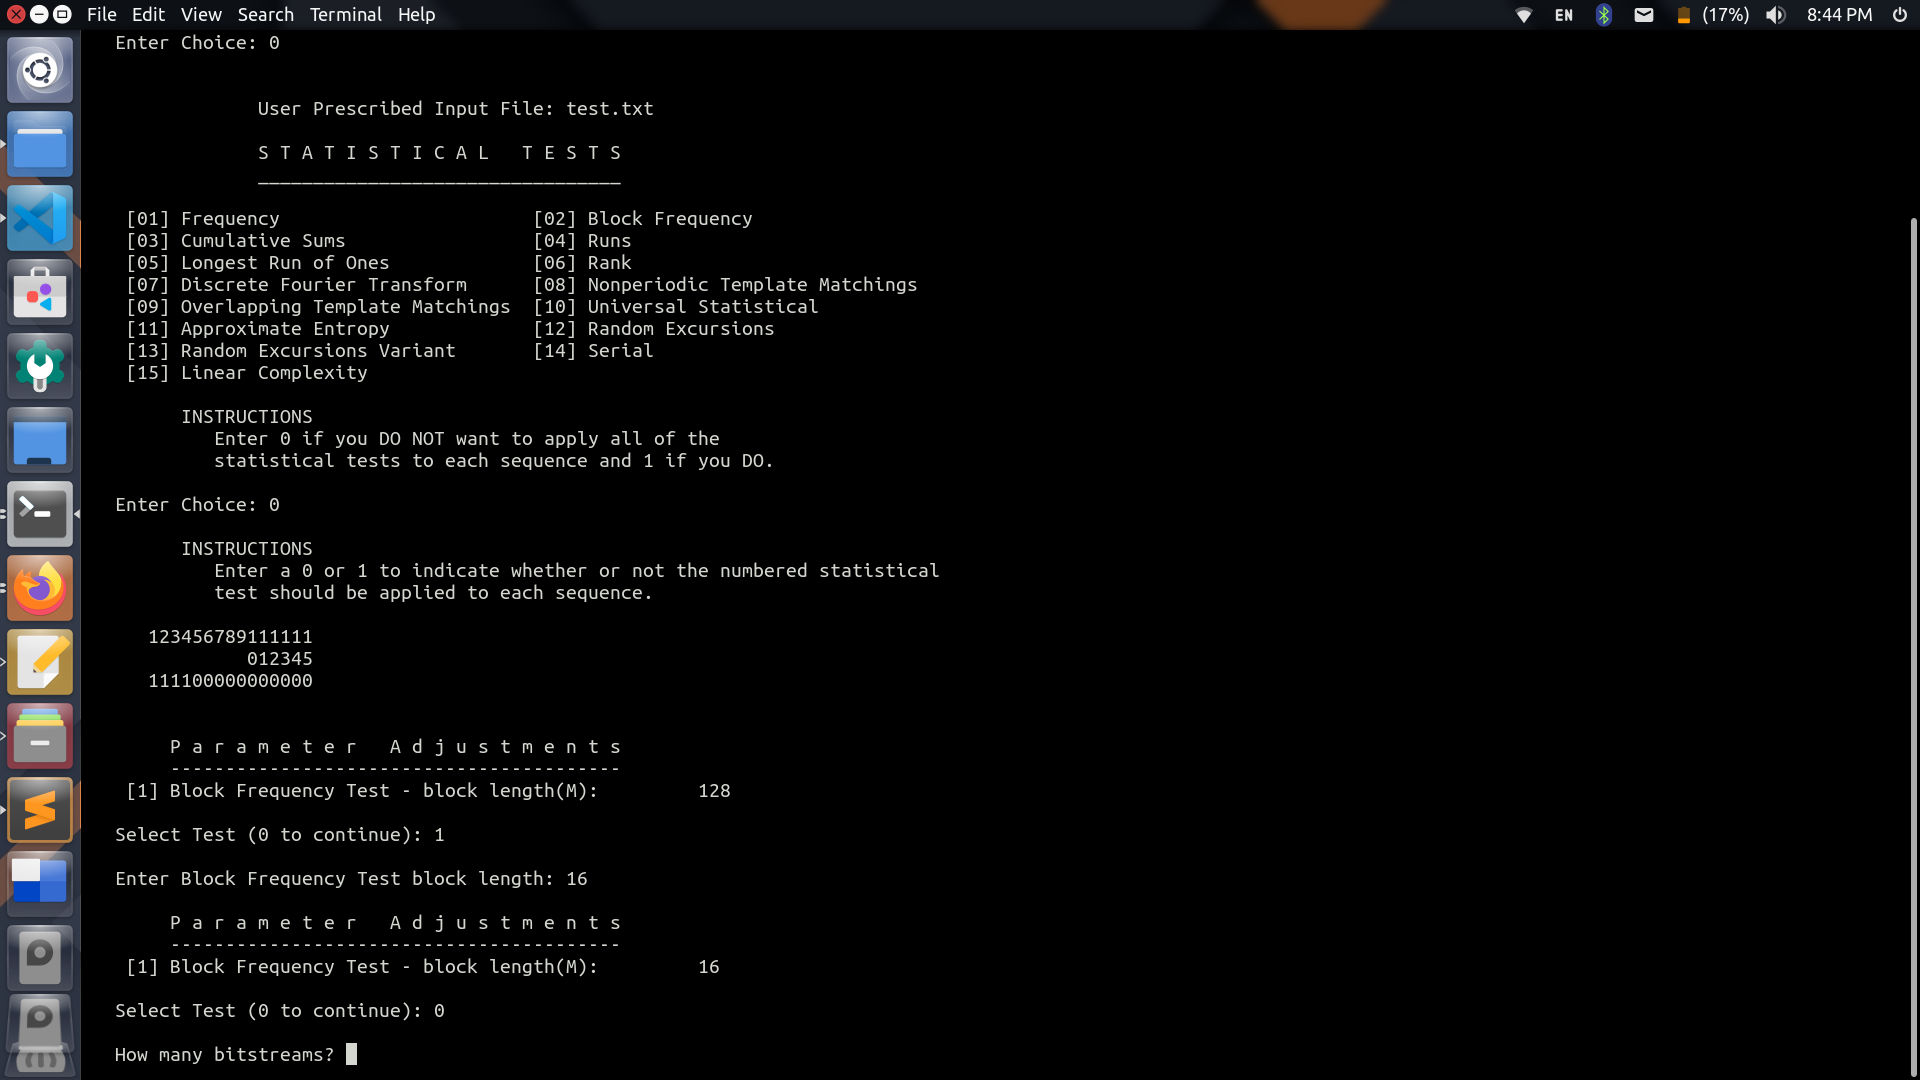 File Edit View Search Terminal Help
EN (17%) 8:44 PM
Enter Choice: 0
User Prescribed Input File: test.txt
S T A T I S T I C A L   T E S T S
_________________________________
[01] Frequency                       [02] Block Frequency
[03] Cumulative Sums                 [04] Runs
[05] Longest Run of Ones             [06] Rank
[07] Discrete Fourier Transform      [08] Nonperiodic Template Matchings
[09] Overlapping Template Matchings  [10] Universal Statistical
[11] Approximate Entropy             [12] Random Excursions
[13] Random Excursions Variant       [14] Serial
[15] Linear Complexity
INSTRUCTIONS
Enter 0 if you DO NOT want to apply all of the
statistical tests to each sequence and 1 if you DO.
Enter Choice: 0
INSTRUCTIONS
Enter a 0 or 1 to indicate whether or not the numbered statistical
test should be applied to each sequence.
123456789111111
012345
111100000000000
P a r a m e t e r   A d j u s t m e n t s
-----------------------------------------
[1] Block Frequency Test - block length(M):         128
Select Test (0 to continue): 1
Enter Block Frequency Test block length: 16
P a r a m e t e r   A d j u s t m e n t s
-----------------------------------------
[1] Block Frequency Test - block length(M):         16
Select Test (0 to continue): 0
How many bitstreams?